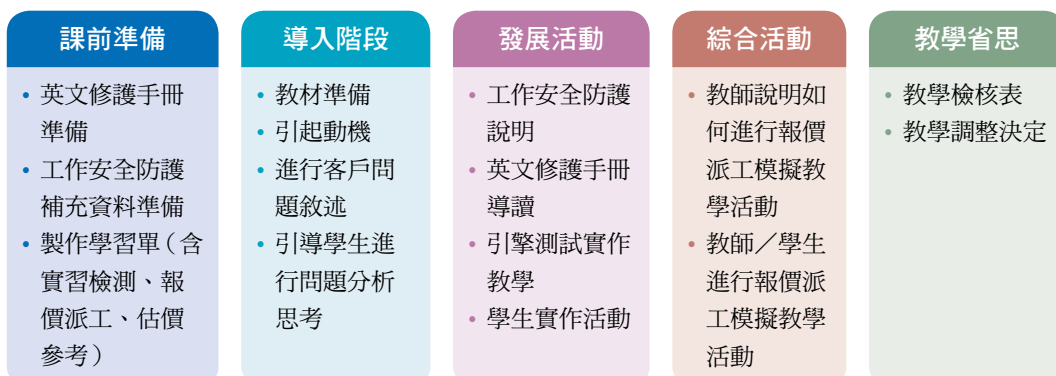 課前準備
• 英文修護手冊
準備
• 工作安全防護
補充資料準備
• 製作學習單（含
實習檢測、報
價派工、估價
參考）
導入階段
• 教材準備
• 引起動機
• 進行客戶問
題敘述
• 引導學生進
行問題分析
思考
發展活動
• 工作安全防護
說明
• 英文修護手冊
導讀
• 引擎測試實作
教學
• 學生實作活動
綜合活動
• 教師說明如
何進行報價
派工模擬教
學活動
• 教師／學生
進行報價派
工模擬教學
活動
教學省思
• 教學檢核表
• 教學調整決定